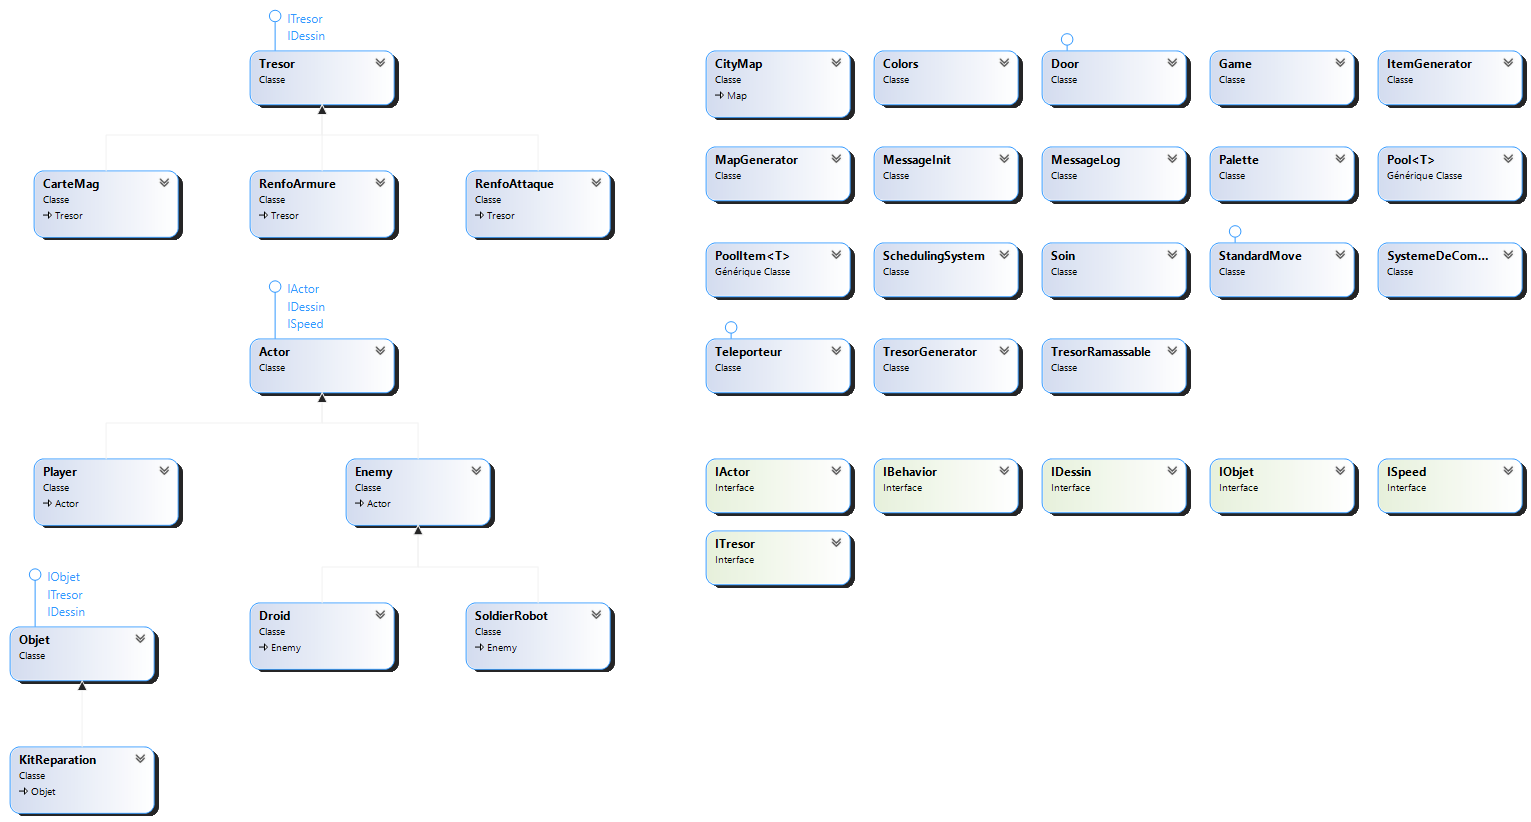 ITresor
IDessin
Tresor
Classe
CarteMag
Classe
Tresor
RenfoArmure
Classe
Tresor
RenfoAttaque
Classe
Tresor
IActor
IDessin
ISpeed
Actor
Classe
Player
Classe
Actor
Enemy
Classe
Actor
IObjet
ITresor
IDessin
Objet
Classe
Droid
Classe
Enemy
SoldierRobot
Classe
Enemy
KitReparation
Classe
Objet
CityMap
Classe
Map
Colors
Classe
Door
Classe
Game
Classe
ItemGenerator
Classe
MapGenerator
Classe
MessageInit
Classe
MessageLog
Classe
Palette
Classe
Pool<T>
Générique Classe
PoolItem<T>
Générique Classe
SchedulingSystem
Classe
Soin
Classe
StandardMove
Classe
SystemeDeCom...
Classe
Teleporteur
Classe
TresorGenerator
Classe
TresorRamassable
Classe
IActor
Interface
IBehavior
Interface
IDessin
Interface
IObjet
Interface
ISpeed
Interface
ITresor
Interface